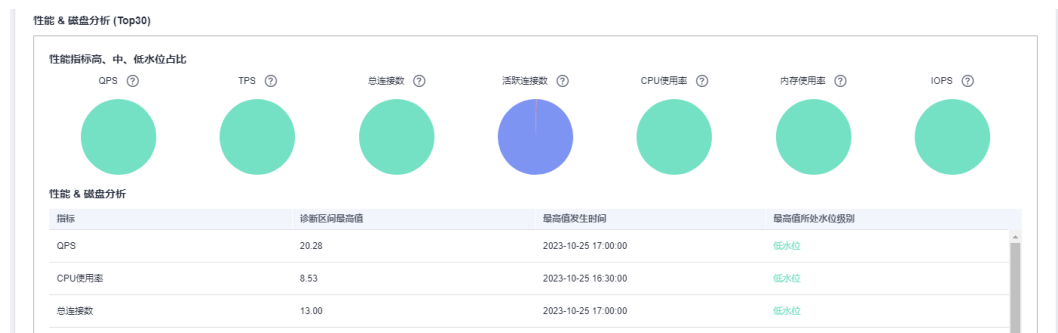 性能 & 磁盘分析 (Top30)
性能指标高、中、低水位占比
QPS ?
TPS ?
总连接数 ?
活跃连接数 ?
CPU使用率 ?
内存使用率 ?
IOPS ?
性能 & 磁盘分析
指标 诊断区间最高值 最高值发生时间 最高值所处水位级别
QPS 20.28 2023-10-25 17:00:00 低水位
CPU使用率 8.53 2023-10-25 16:30:00 低水位
总连接数 13.00 2023-10-25 17:00:00 低水位